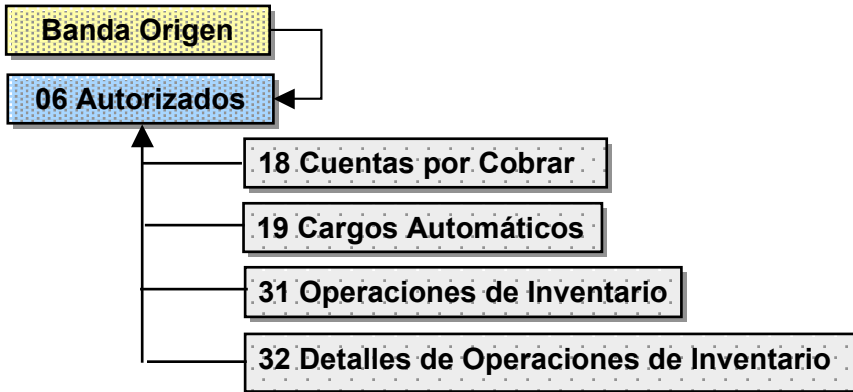 Banda Origen
06 Autorizados
18 Cuentas por Cobrar
19 Cargos Automáticos
31 Operaciones de Inventario
32 Detalles de Operaciones de Inventario